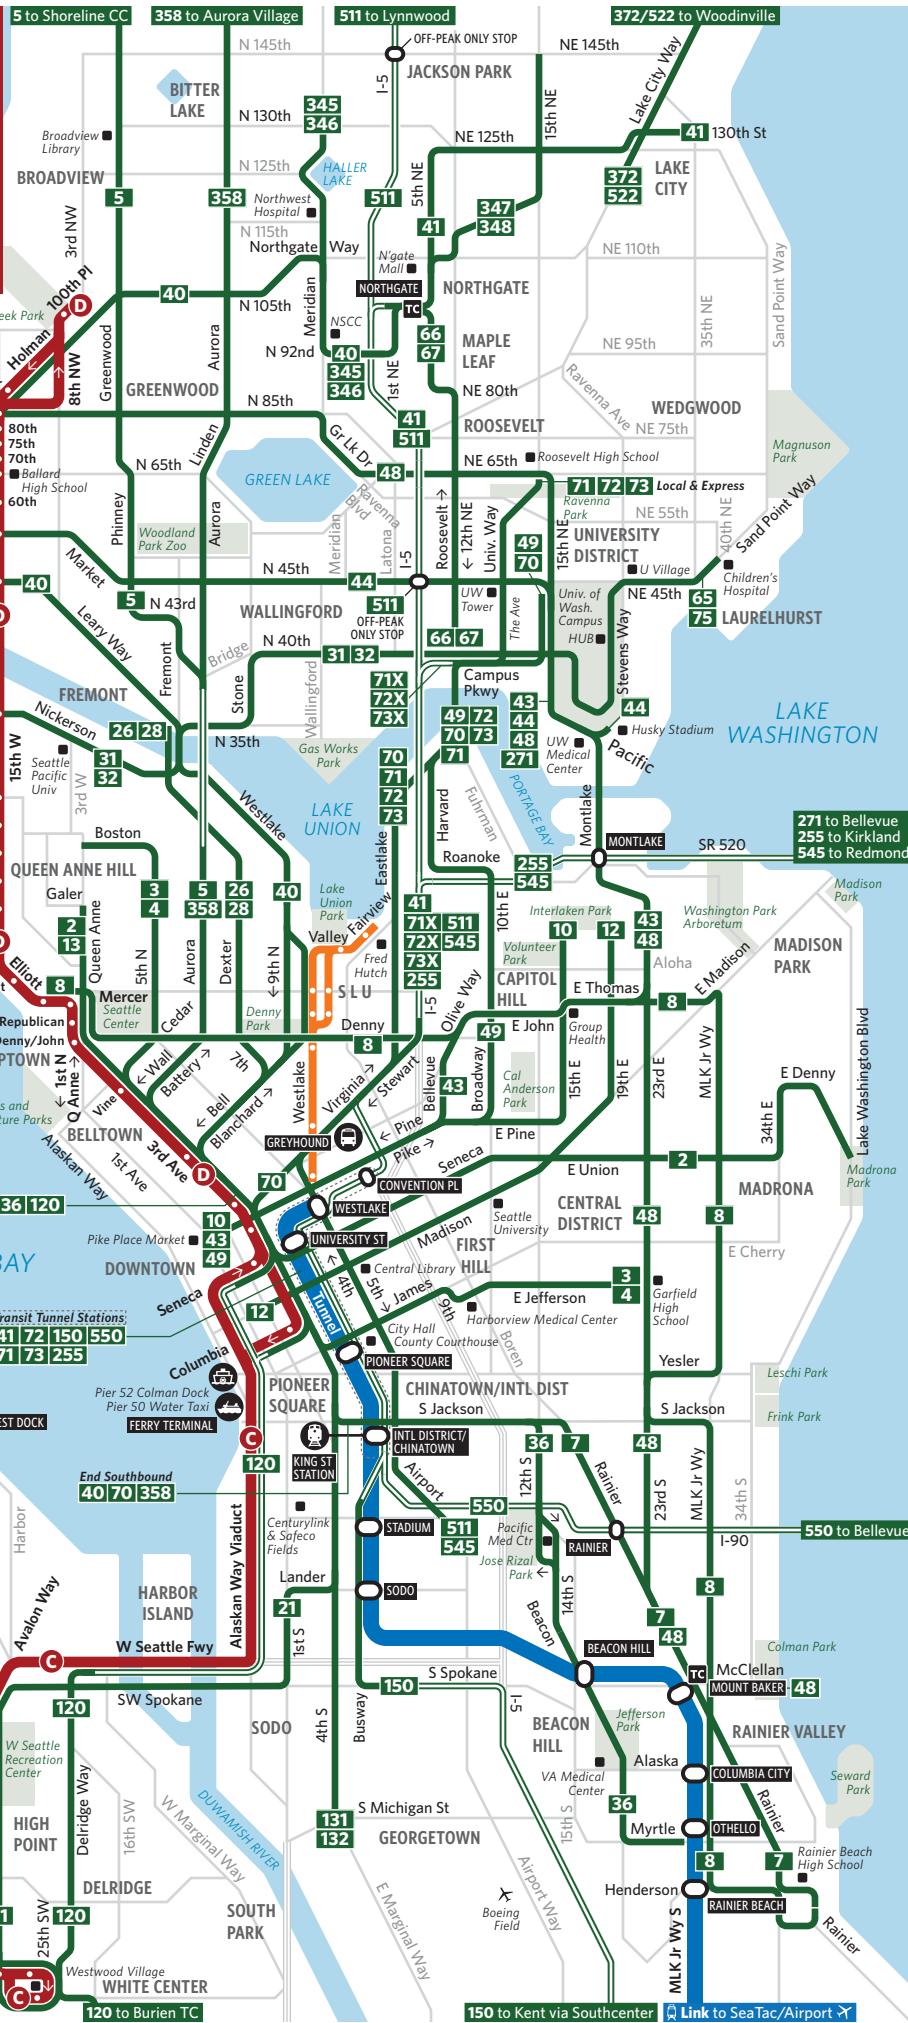 5 to Shoreline CC
358 to Aurora Village
511 to Lynnwood
372/522 to Woodinville
OFF-PEAK ONLY STOP
N 145th
NE 145th
JACKSON PARK
I-5
Lake City Way
15th NE
BITTER
LAKE
345
346
N 130th
Broadview
Library
NE 125th
41
130th St
BROADVIEW
N 125th
HALLER
LAKE
5th NE
LAKE
CITY
372
522
5
358
511
Northwest
Hospital
347
348
3rd NW
N 115th
41
Northgate Way
N'gate
Mall
NE 110th
Sand Point Way
100th Pl
D
eek Park
40
N 105th
Meridian
NORTHGATE
TC
NORTHGATE
35th NE
Holman
8th NW
Greenwood
Aurora
NSCC
N 92nd
40
345
346
66
67
MAPLE
LEAF
NE 95th
1st NE
GREENWOOD
NE 80th
Ravenna Ave
N 85th
41
511
ROOSEVELT
WEDGWOOD
NE 75th
80th
75th
70th
60th
Ballard
High School
Linden
Gr Lk Dr
N 65th
GREEN LAKE
48
NE 65th
Roosevelt High School
Magnuson
Park
71 72 73 Local & Express
Ravenna
Park
NE 55th
Ravenna
Blvd
Phinney
Woodland
Park Zoo
Aurora
Meridian
Latona
I-5
Roosevelt
12th NE
Univ. Way
49
70
15th NE
UNIVERSITY
DISTRICT
40th NE
Sand Point Way
Market
N 45th
44
U Village
NE 45th
Children's
Hospital
40
5
N 43rd
WALLINGFORD
511
OFF-PEAK
ONLY STOP
UW
Tower
The Ave
Univ. of
Wash.
Campus
HUB
65
75
LAURELHURST
Leary Way
Fremont
Bridge
N 40th
31 32
66 67
Stevens Way
FREMONT
Stone
Wallingford
71X
72X
73X
Campus
Pkwy
Nickerson
26 28
N 35th
Gas Works
Park
49 72
70 73
71
43
44
48
271
44
Husky Stadium
LAKE
WASHINGTON
15th W
Seattle
Pacific
Univ
31
32
3rd W
UW
Medical
Center
Pacific
70
71
72
73
Westlake
LAKE
UNION
Harvard
Fuhrman
PORTAGE BAY
Montlake
271 to Bellevue
255 to Kirkland
545 to Redmond
Boston
QUEEN ANNE HILL
Eastlake
Roanoke
MONTLAKE
SR 520
255
545
Galer
3
4
5
358
26
28
40
Lake
Union
Park
41
71X 511
72X 545
73X
255
10th E
Interlaken Park
Washington Park
Arboretum
Madison
Park
2
13
Queen Anne
5th N
Aurora
Dexter
9th N
Valley
Fairview
10
12
43
48
Volunteer
Park
MADISON
PARK
Elliott
8
Fred
Hutch
I-5
Olive Way
CAPITOL
HILL
Aloha
E Madison
Mercer
Seattle
Center
Cedar
Denny
Park
SLU
E Thomas
8
Republican
Denny/John
Denny
8
49
E John
Group
Health
Lake Washington Blvd
PTOWN
1st N
Q Anne
Wall
Battery
7th
Westlake
Virginia
Stewart
Bellevue
43
Broadway
Cal
Anderson
Park
15th E
19th E
23rd E
MLK Jr Wy
E Denny
s and
ture Parks
Vine
Bell
Blanchard
34th E
BELLTOWN
Alaskan Way
1st Ave
3rd Ave
D
GREYHOUND
Pine
Pike
E Pine
Seneca
2
Madrona
Park
E Union
36 120
70
CONVENTION PL
WESTLAKE
MADRONA
10
43
49
Pike Place Market
UNIVERSITY ST
Madison
Seattle
University
CENTRAL
DISTRICT
48
8
BAY
DOWNTOWN
4th
5th
Central Library
FIRST
HILL
E Cherry
Seneca
12
Tunnel
James
9th
E Jefferson
3
4
Garfield
High
School
ransit Tunnel Stations
41 72 150 550
71 73 255
Harborview Medical Center
City Hall
County Courthouse
Boren
Columbia
PIONEER SQUARE
Yesler
Pier 52 Colman Dock
Pier 50 Water Taxi
FERRY TERMINAL
PIONEER
SQUARE
CHINATOWN/INTL DIST
Leschi Park
EST DOCK
S Jackson
S Jackson
Frink Park
C
120
KING ST
STATION
INTL DISTRICT/
CHINATOWN
36
7
48
End Southbound
40 70 358
Airport
12th S
Rainier
23rd S
MLK Jr Wy
34th S
Harbor
Alaskan Way Viaduct
Centurylink
& Safeco
Fields
STADIUM
511
545
550
Pacific
Med Ctr
RAINIER
550 to Bellevue
I-90
Jose Rizal
Park
Lander
21
SODO
14th S
8
Avalon Way
HARBOR
ISLAND
1st S
Beacon
7
48
C
W Seattle Fwy
BEACON HILL
Colman Park
SW Spokane
S Spokane
150
TC
McClellan
MOUNT BAKER
48
120
SODO
4th S
Busway
I-5
BEACON
HILL
Jefferson
Park
RAINIER VALLEY
W Seattle
Recreation
Center
Alaska
COLUMBIA CITY
VA Medical
Center
Seward
Park
Delridge Way
16th SW
W Marginal Way
DUWAMISH RIVER
131
132
S Michigan St
36
Rainier
HIGH
POINT
GEORGETOWN
15th S
Myrtle
OTHELLO
8
7
Rainier Beach
High School
DELRIDGE
E Marginal Way
Airport Way
Henderson
RAINIER BEACH
1
25th SW
120
SOUTH
PARK
Boeing
Field
Rainier
MLK Jr Wy S
C
Westwood Village
WHITE CENTER
120 to Burien TC
150 to Kent via Southcenter
Link to SeaTac/Airport